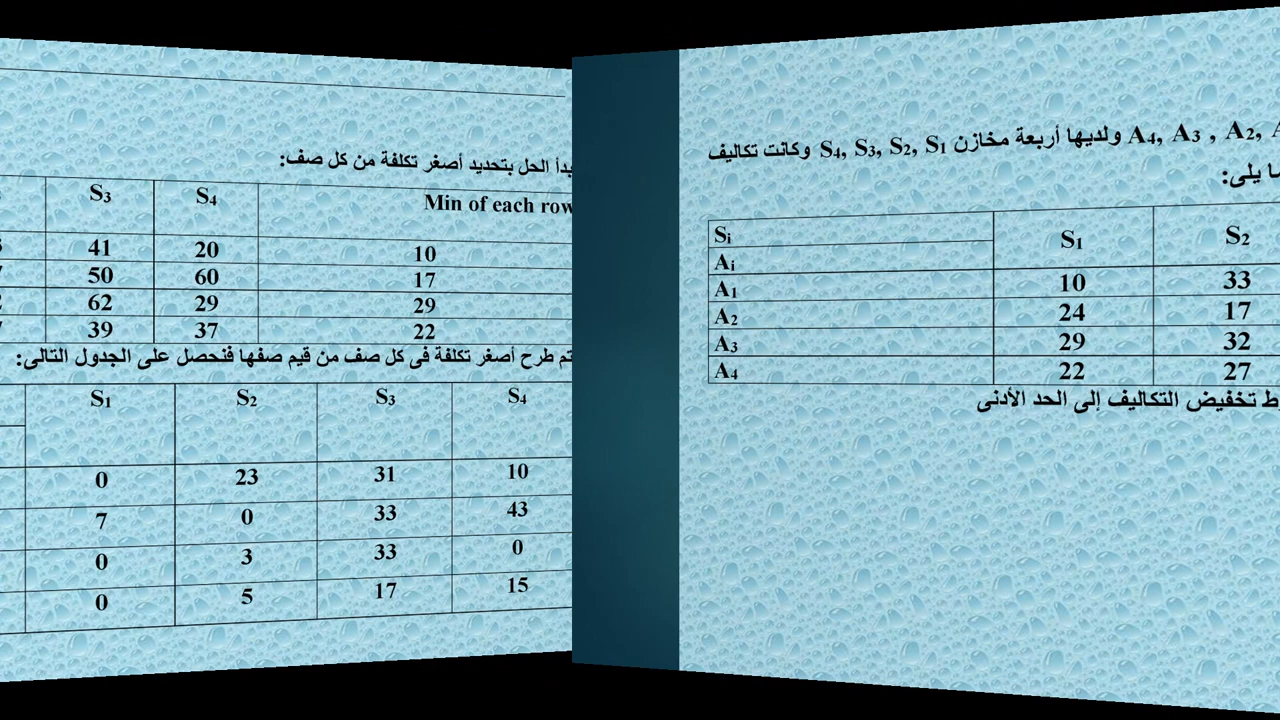 بدأ الحل بتحديد أصغر تكلفة من كل صف:
S3 S4 Min of each row
41 20 10
50 60 17
62 29 29
39 37 22
تم طرح أصغر تكلفة فى كل صف من قيم صفها فنحصل على الجدول التالى:
S1 S2 S3 S4
0 23 31 10
7 0 33 43
0 3 33 0
0 5 17 15
A2, A3 , A4, ولديها أربعة مخازن S1 S2, S3, S4, وكانت تكاليف
يلى:
Si S1 S2
Ai
A1 10 33
A2 24 17
A3 29 32
A4 22 27
تخفيض التكاليف إلى الحد الأدنى